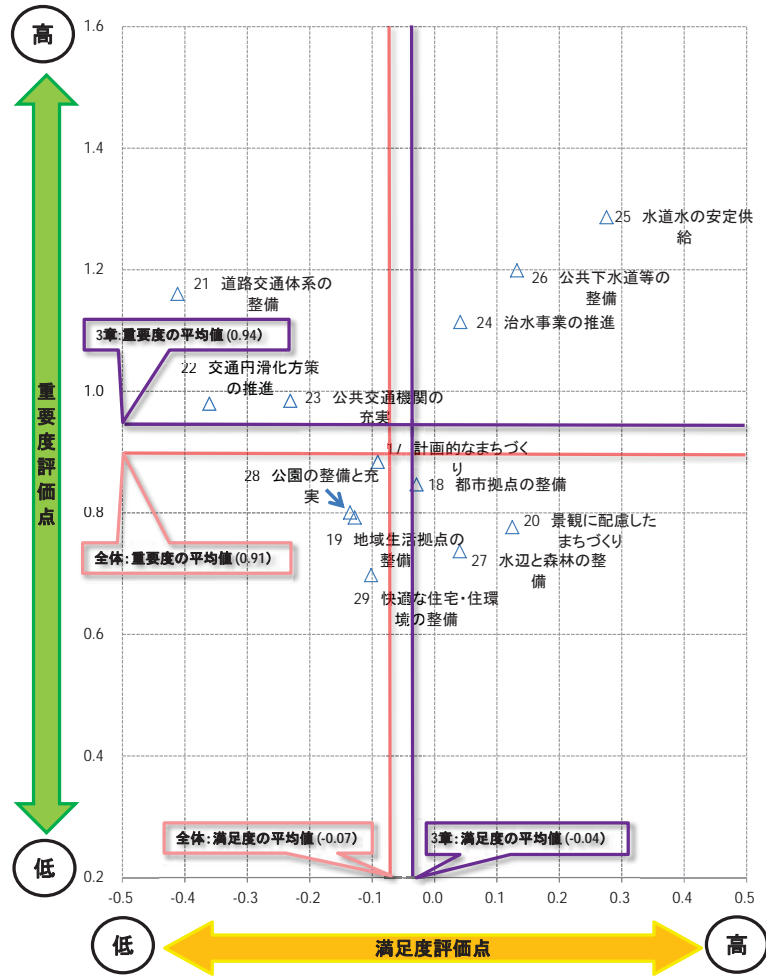 高
1.6
1.4
25 水道水の安定供
給
1.2
26 公共下水道等の
整備
21 道路交通体系の
整備
24 治水事業の推進
3章:重要度の平均値(0.94)
22 交通円滑化方策
の推進
1.0
23 公共交通機関の
充実
計画的なまちづく
り
28 公園の整備と充
実
18 都市拠点の整備
0.8
20 景観に配慮した
まちづくり
19 地域生活拠点の
整備
全体:重要度の平均値(0.91)
27 水辺と森林の整
備
29 快適な住宅・住環
境の整備
0.6
0.4
全体:満足度の平均値(-0.07)
3章:満足度の平均値(-0.04)
0.2
-0.5 -0.4 -0.3 -0.2 -0.1 0.0 0.1 0.2 0.3 0.4 0.5
重要度評価点
低
低
満足度評価点
高